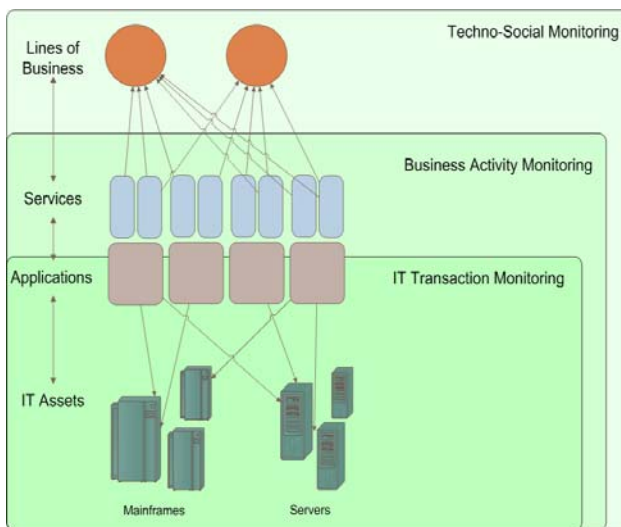 Techno-Social Monitoring
Lines of
Business
Business Activity Monitoring
Services
Applications
IT Transaction Monitoring
IT Assets
Mainframes
Servers